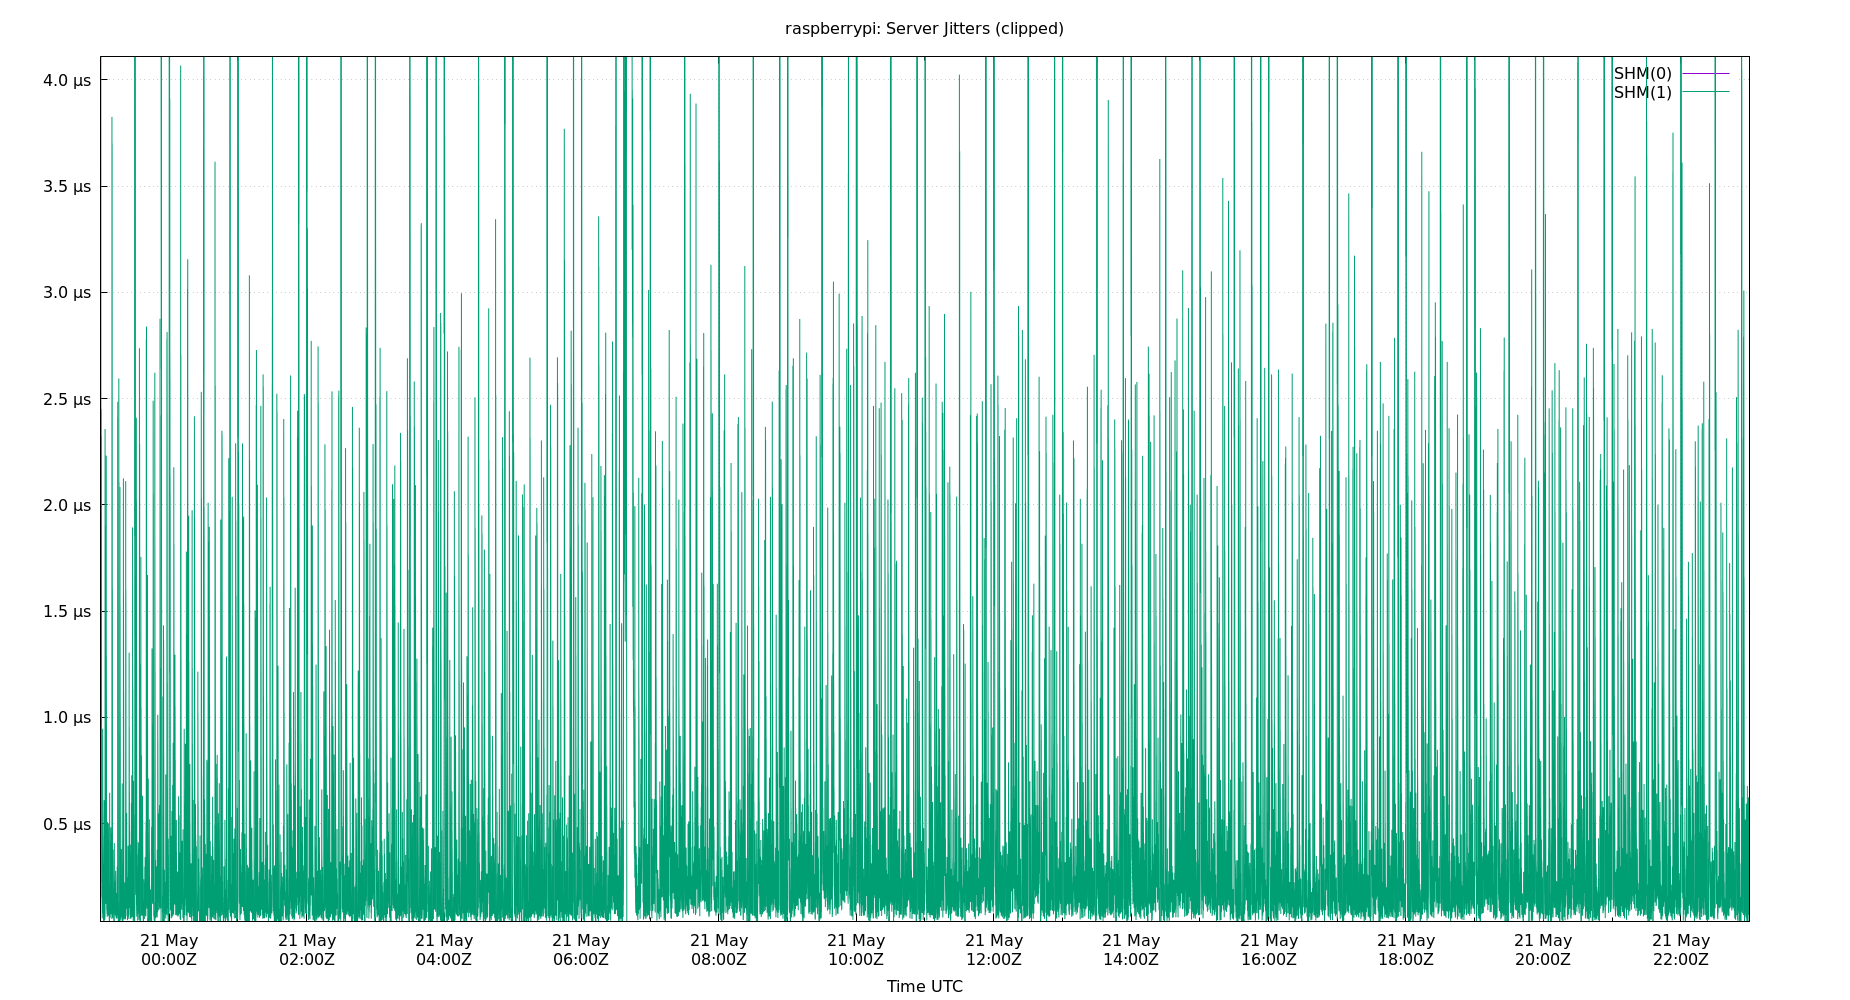 raspberrypi: Server Jitters (clipped)
4.0 µs
3.5 µs
3.0 µs
2.5 µs
2.0 µs
1.5 µs
1.0 µs
0.5 µs
SHM(0)
SHM(1)
21 May 21 May 21 May 21 May 21 May 21 May 21 May 21 May 21 May 21 May 21 May 21 May
00:00Z 02:00Z 04:00Z 06:00Z 08:00Z 10:00Z 12:00Z 14:00Z 16:00Z 18:00Z 20:00Z 22:00Z
Time UTC